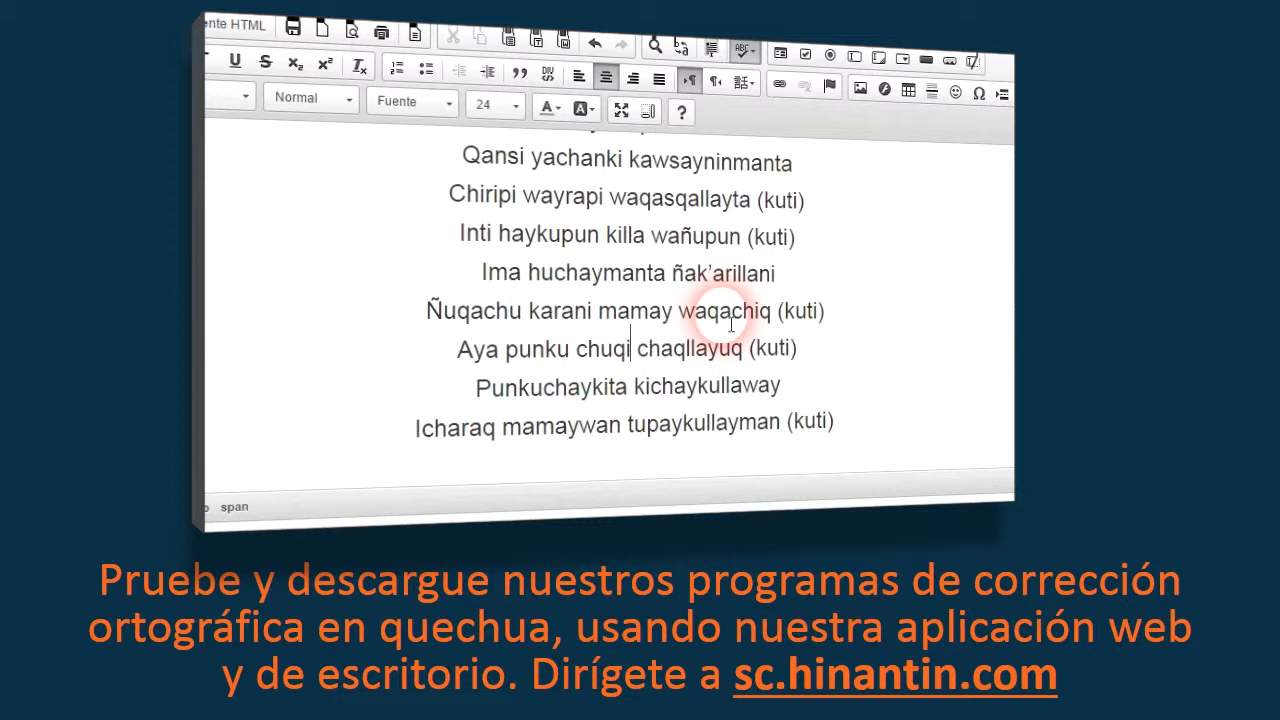 ente HTML
Normal Fuente 24
Qansi yachanki kawsayninmanta
Chiripi wayrapi waqasqallayta (kuti)
Inti haykupun killa wañupun (kuti)
Ima huchaymanta ñak'arillani
Ñuqachu karani mamay waqachiq (kuti)
Aya punku chuqi chaqllayuq (kuti)
Punkuchaykita kichaykullaway
Icharaq mamaywan tupaykullayman (kuti)
span
Pruebe y descargue nuestros programas de corrección
ortográfica en quechua, usando nuestra aplicación web
y de escritorio. Dirígete a sc.hinantin.com